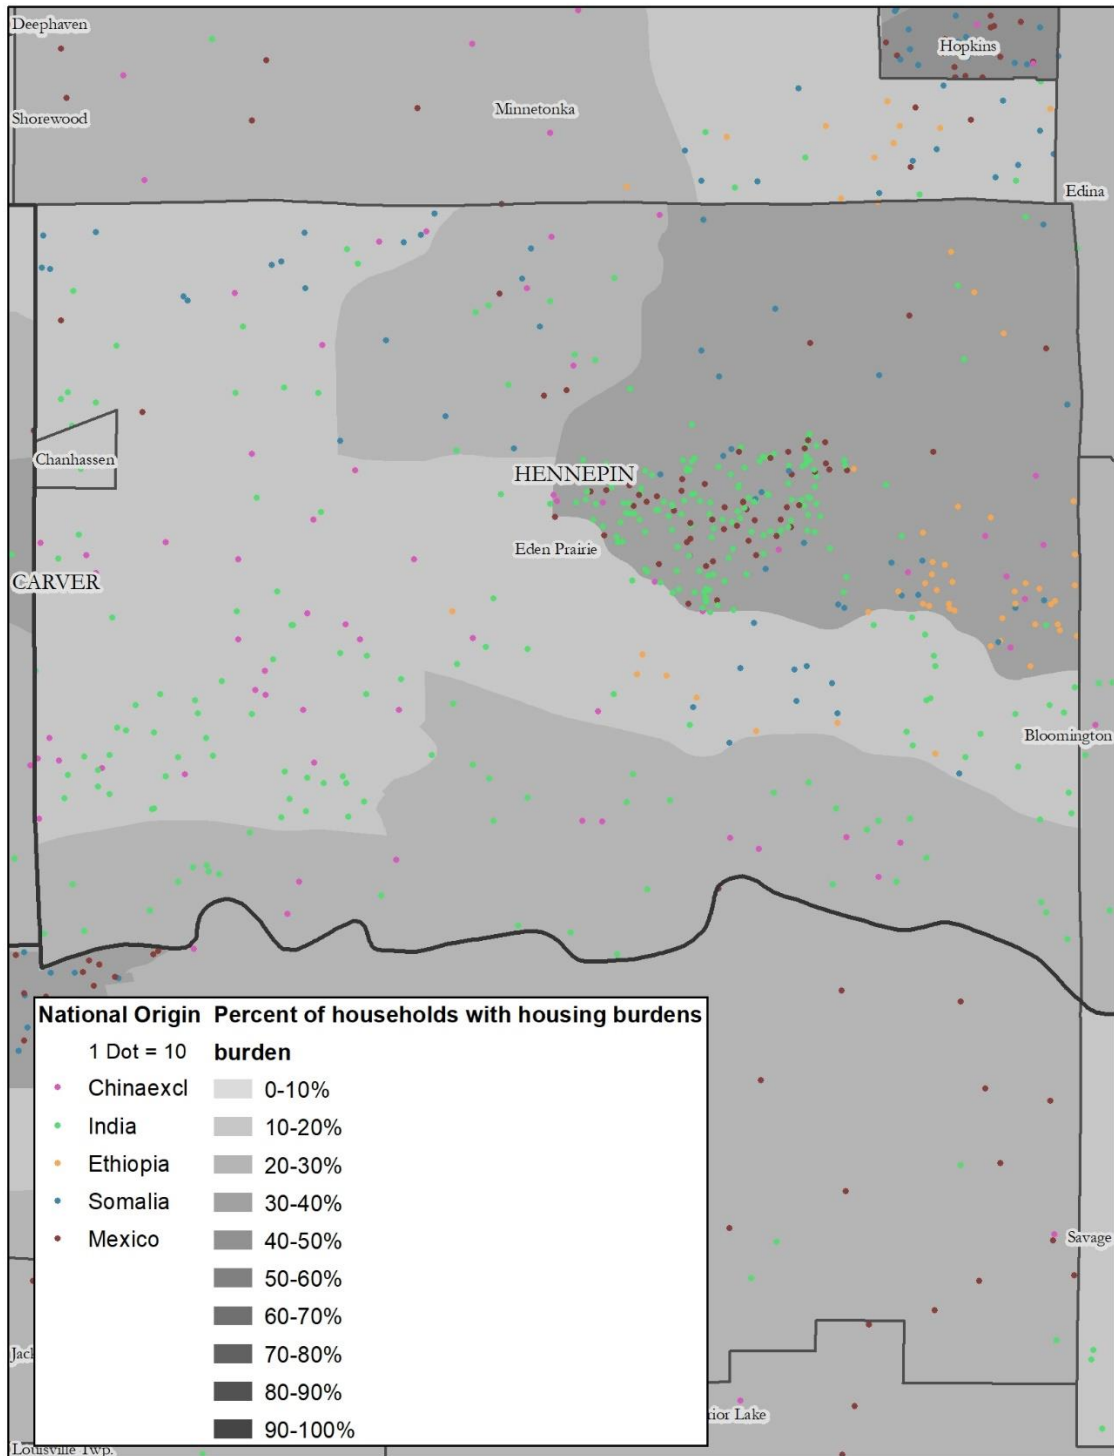 Deephaven
Hopkins
Minnetonka
Shorewood
Edina
Chanhassen
HENNEPIN
Eden Prairie
CARVER
Bloomington
National Origin Percent of households with housing burdens
1 Dot = 10 burden
Chinaexcl 0-10%
India 10-20%
Ethiopia 20-30%
Somalia 30-40%
Mexico 40-50%
50-60%
60-70%
70-80%
80-90%
90-100%
Savage
Jack
rior Lake
Louisville Twp.